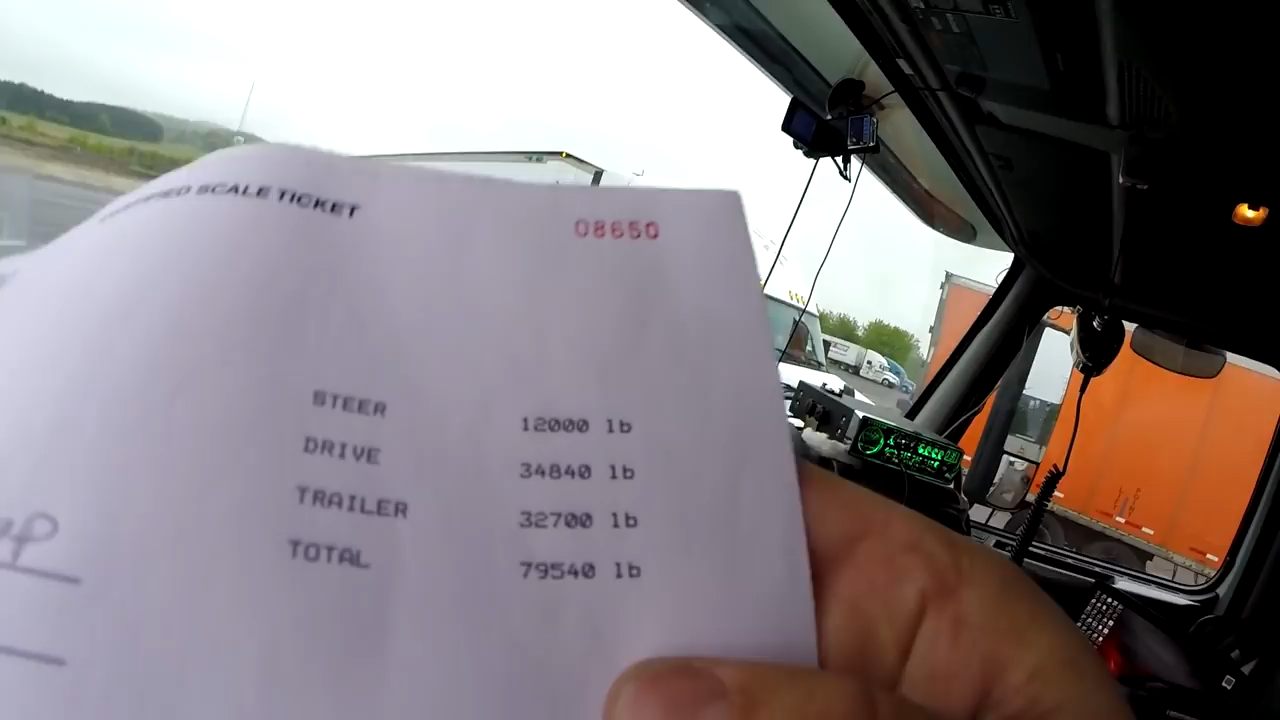 SCALE TICKET
08650
STEER 12000 lb
DRIVE 34840 lb
TRAILER 32700 lb
TOTAL 79540 lb